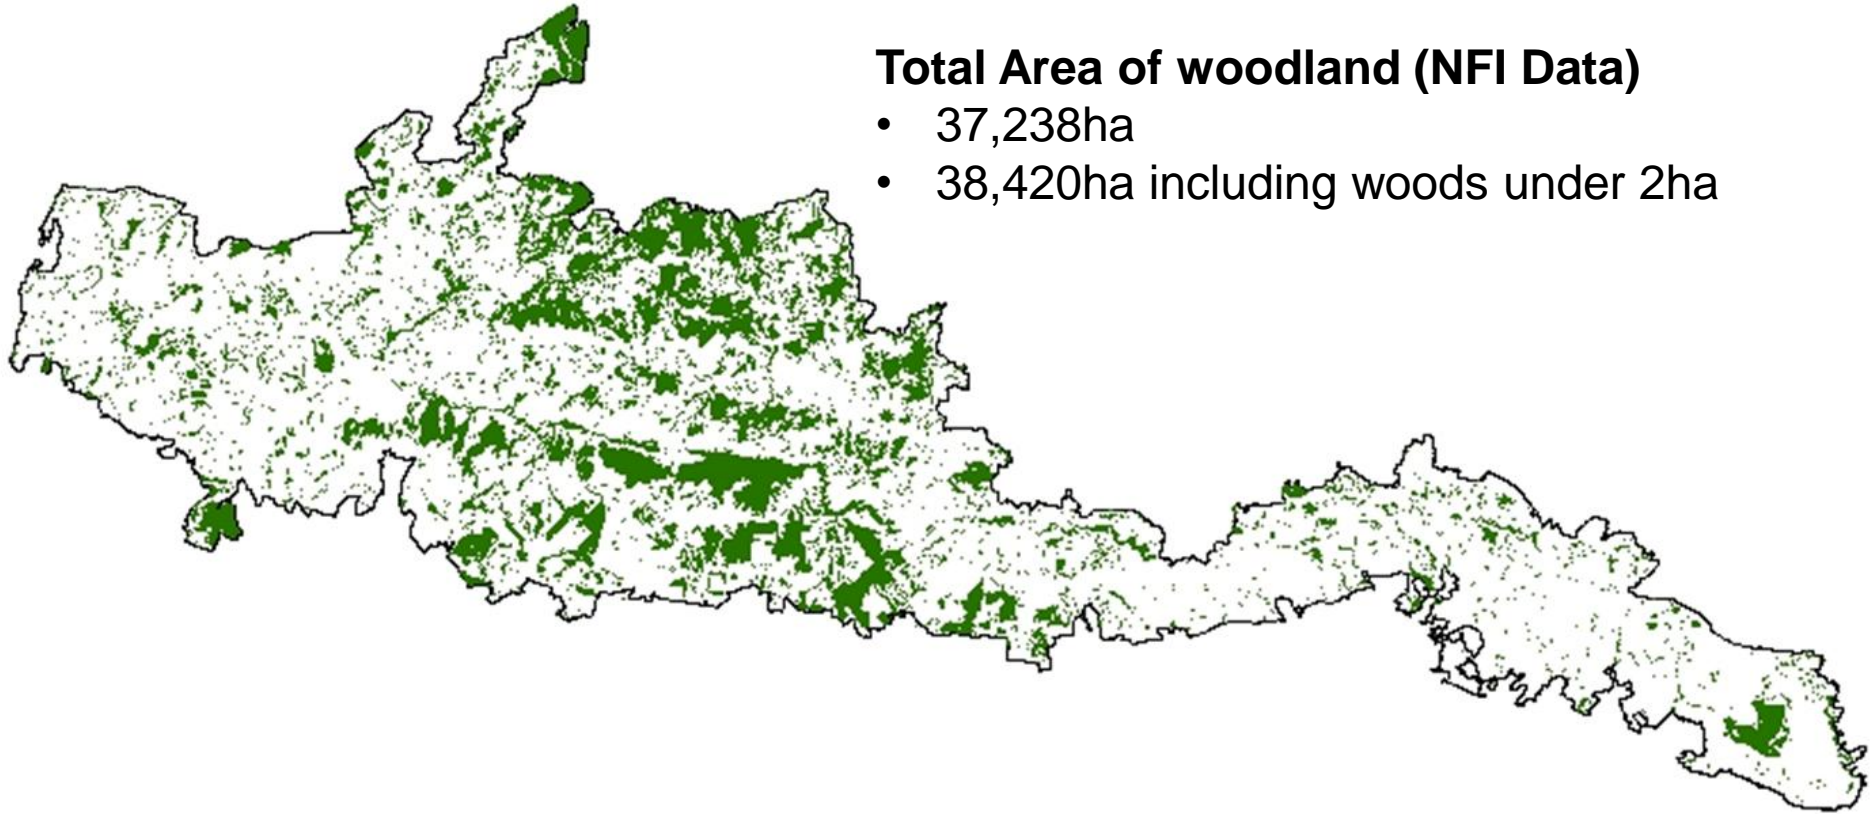 Total Area of woodland (NFI Data)
• 37,238ha
• 38,420ha including woods under 2ha